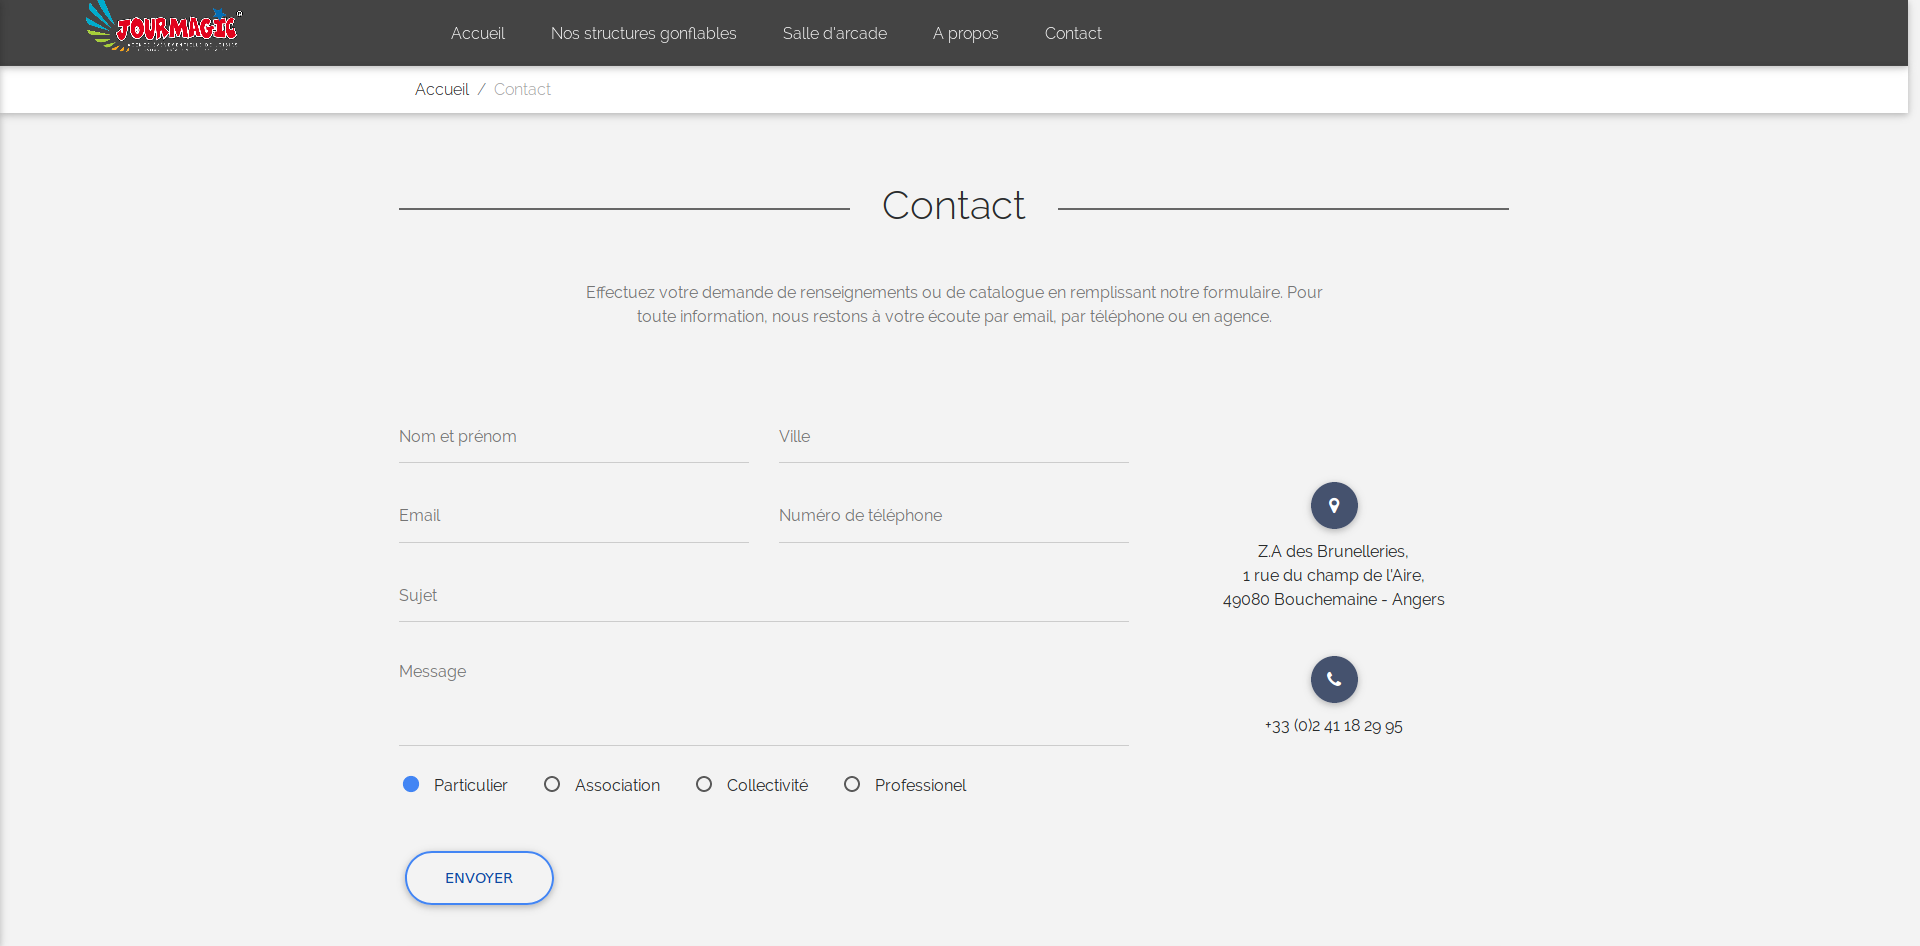 JOURMAGIC
Accueil
Nos structures gonflables
Salle d'arcade
A propos
Contact
Accueil / Contact
Contact
Effectuez votre demande de renseignements ou de catalogue en remplissant notre formulaire. Pour
toute information, nous restons à votre écoute par email, par téléphone ou en agence.
Nom et prénom
Ville
Email
Numéro de téléphone
Sujet
Message
Particulier
Association
Collectivité
Professionel
ENVOYER
Z.A des Brunelleries,
1 rue du champ de l'Aire,
49080 Bouchemaine - Angers
+33 (0)2 41 18 29 95